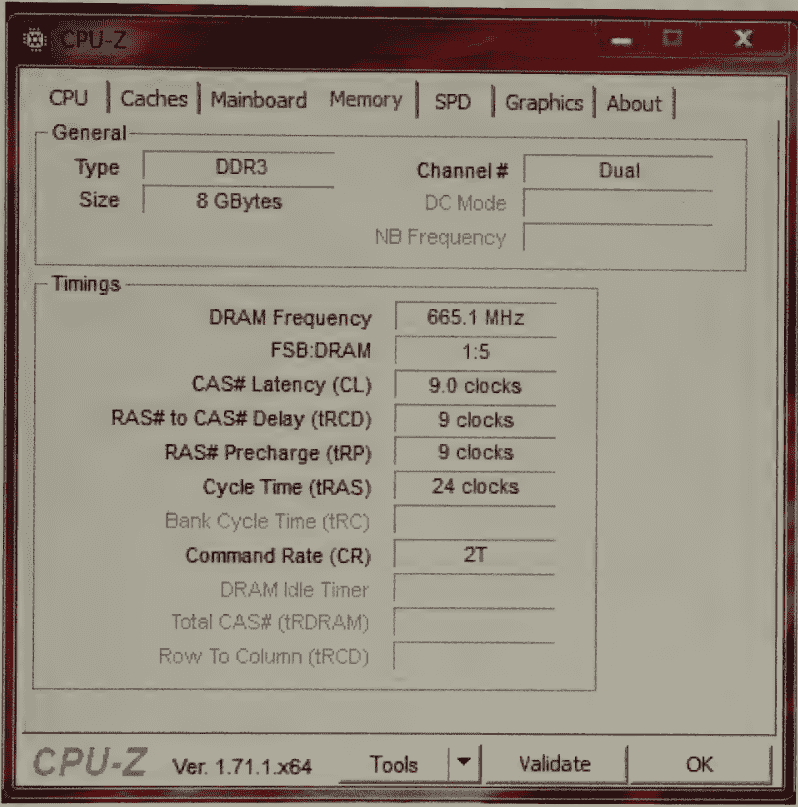 CPU-Z
CPU Caches Mainboard Memory SPD Graphics About
General
Type DDR3 Channel # Dual
Size 8 GBytes DC Mode
NB Frequency
Timings
DRAM Frequency 665.1 MHz
FSB:DRAM 1:5
CAS# Latency (CL) 9.0 clocks
RAS# to CAS# Delay (tRCD) 9 clocks
RAS# Precharge (tRP) 9 clocks
Cycle Time (tRAS) 24 clocks
Bank Cycle Time (tRC)
Command Rate (CR) 2T
DRAM Idle Timer
Total CAS# (tRDRAM)
Row To Column (tRCD)
CPU-Z Ver. 1.71.1.x64 Tools Validate OK